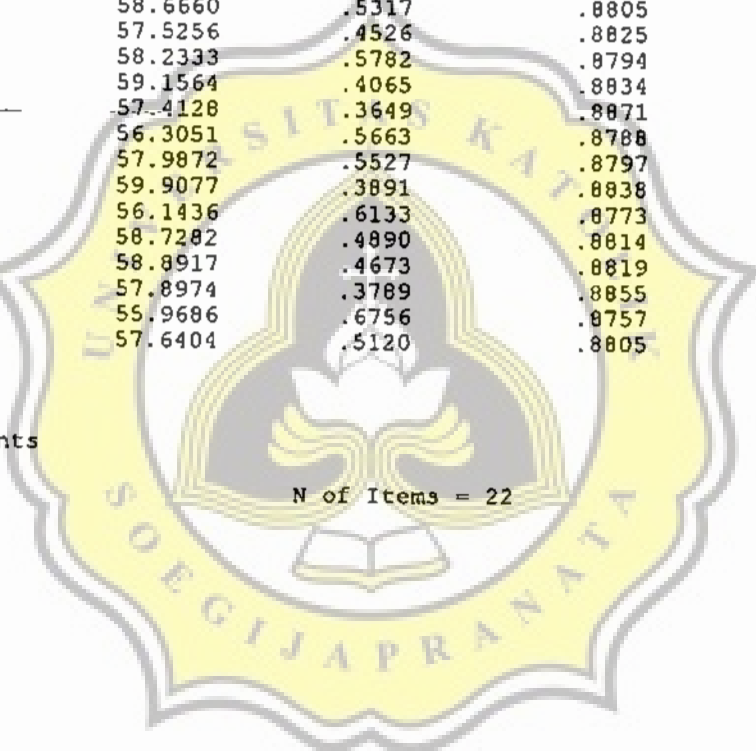 58.6660 .5317 .8805
57.5256 .4526 .8825
58.2333 .5782 .8794
59.1564 .4065 .8834
57.4128 .3649 .8871
56.3051 .5663 .8788
57.9872 .5527 .8797
59.9077 .3891 .8838
56.1436 .6133 .8773
58.7282 .4890 .8814
58.8917 .4673 .8819
57.8974 .3789 .8855
55.9686 .6756 .8757
57.6404 .5120 .8805
nts
N of Items = 22
UNIVERSITAS KATOLIK
SOEGIJAPRANATA